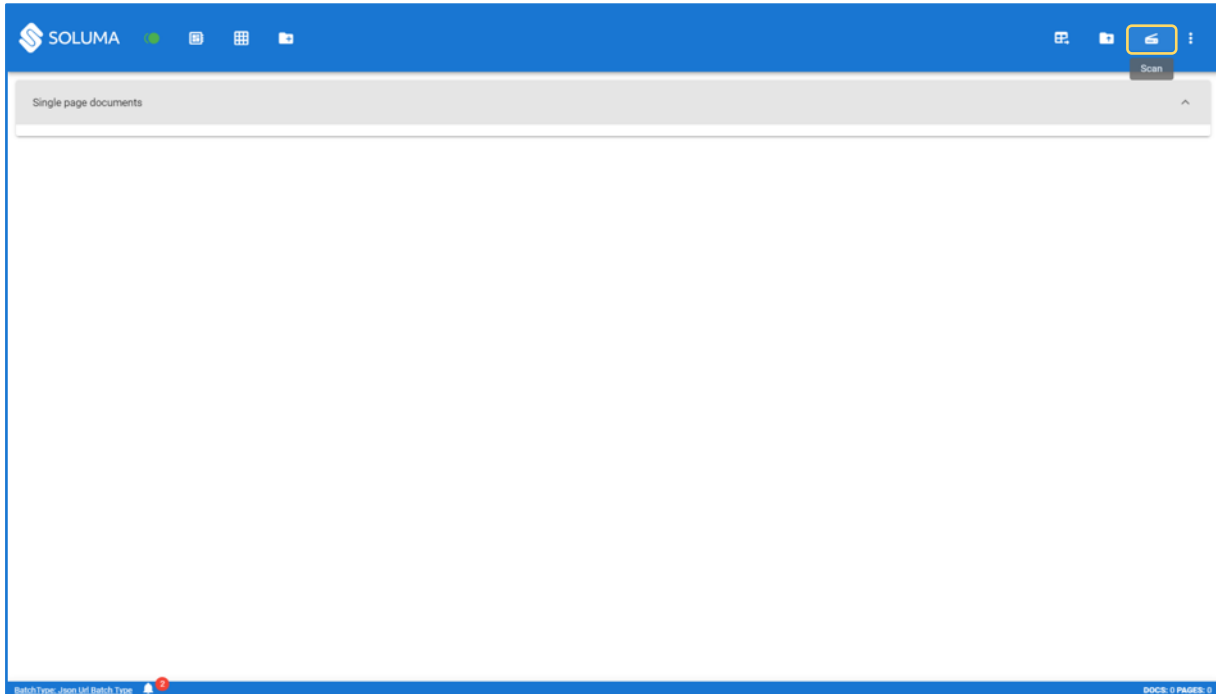 SOLUMA
Scan
Single page documents
BatchType: Json Url Batch Type 2
DOCS: 0 PAGES: 0